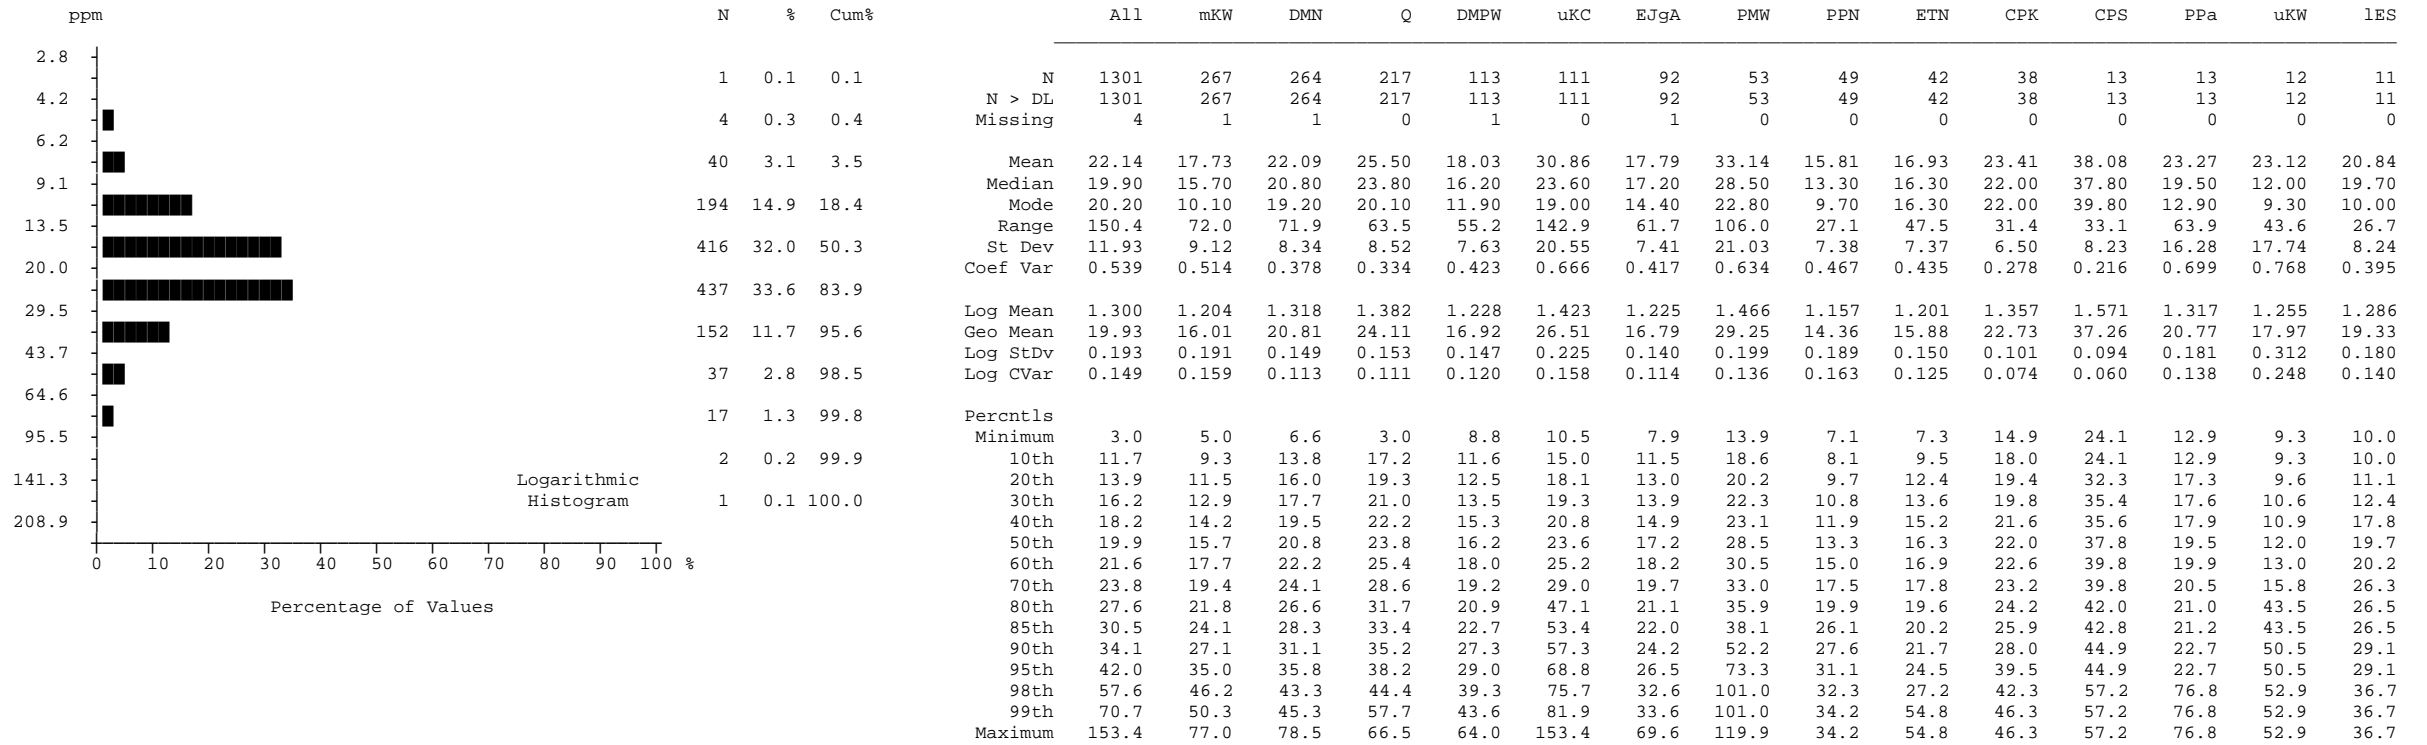 ppm N % Cum% All mKW DMN Q DMPW uKC EJgA PMW PPN ETN CPK CPS PPa uKW lES
2.8
1 0.1 0.1 N 1301 267 264 217 113 111 92 53 49 42 38 13 13 12 11
4.2 N > DL 1301 267 264 217 113 111 92 53 49 42 38 13 13 12 11
4 0.3 0.4 Missing 4 1 1 0 1 0 1 0 0 0 0 0 0 0 0
6.2
40 3.1 3.5 Mean 22.14 17.73 22.09 25.50 18.03 30.86 17.79 33.14 15.81 16.93 23.41 38.08 23.27 23.12 20.84
9.1 Median 19.90 15.70 20.80 23.80 16.20 23.60 17.20 28.50 13.30 16.30 22.00 37.80 19.50 12.00 19.70
194 14.9 18.4 Mode 20.20 10.10 19.20 20.10 11.90 19.00 14.40 22.80 9.70 16.30 22.00 39.80 12.90 9.30 10.00
13.5 Range 150.4 72.0 71.9 63.5 55.2 142.9 61.7 106.0 27.1 47.5 31.4 33.1 63.9 43.6 26.7
416 32.0 50.3 St Dev 11.93 9.12 8.34 8.52 7.63 20.55 7.41 21.03 7.38 7.37 6.50 8.23 16.28 17.74 8.24
20.0 Coef Var 0.539 0.514 0.378 0.334 0.423 0.666 0.417 0.634 0.467 0.435 0.278 0.216 0.699 0.768 0.395
437 33.6 83.9
29.5 Log Mean 1.300 1.204 1.318 1.382 1.228 1.423 1.225 1.466 1.157 1.201 1.357 1.571 1.317 1.255 1.286
152 11.7 95.6 Geo Mean 19.93 16.01 20.81 24.11 16.92 26.51 16.79 29.25 14.36 15.88 22.73 37.26 20.77 17.97 19.33
43.7 Log StDv 0.193 0.191 0.149 0.153 0.147 0.225 0.140 0.199 0.189 0.150 0.101 0.094 0.181 0.312 0.180
37 2.8 98.5 Log CVar 0.149 0.159 0.113 0.111 0.120 0.158 0.114 0.136 0.163 0.125 0.074 0.060 0.138 0.248 0.140
64.6
17 1.3 99.8 Percntls
95.5 Minimum 3.0 5.0 6.6 3.0 8.8 10.5 7.9 13.9 7.1 7.3 14.9 24.1 12.9 9.3 10.0
2 0.2 99.9 10th 11.7 9.3 13.8 17.2 11.6 15.0 11.5 18.6 8.1 9.5 18.0 24.1 12.9 9.3 10.0
141.3 Logarithmic 20th 13.9 11.5 16.0 19.3 12.5 18.1 13.0 20.2 9.7 12.4 19.4 32.3 17.3 9.6 11.1
Histogram 1 0.1 100.0 30th 16.2 12.9 17.7 21.0 13.5 19.3 13.9 22.3 10.8 13.6 19.8 35.4 17.6 10.6 12.4
208.9 40th 18.2 14.2 19.5 22.2 15.3 20.8 14.9 23.1 11.9 15.2 21.6 35.6 17.9 10.9 17.8
50th 19.9 15.7 20.8 23.8 16.2 23.6 17.2 28.5 13.3 16.3 22.0 37.8 19.5 12.0 19.7
0 10 20 30 40 50 60 70 80 90 100 % 60th 21.6 17.7 22.2 25.4 18.0 25.2 18.2 30.5 15.0 16.9 22.6 39.8 19.9 13.0 20.2
70th 23.8 19.4 24.1 28.6 19.2 29.0 19.7 33.0 17.5 17.8 23.2 39.8 20.5 15.8 26.3
Percentage of Values 80th 27.6 21.8 26.6 31.7 20.9 47.1 21.1 35.9 19.9 19.6 24.2 42.0 21.0 43.5 26.5
85th 30.5 24.1 28.3 33.4 22.7 53.4 22.0 38.1 26.1 20.2 25.9 42.8 21.2 43.5 26.5
90th 34.1 27.1 31.1 35.2 27.3 57.3 24.2 52.2 27.6 21.7 28.0 44.9 22.7 50.5 29.1
95th 42.0 35.0 35.8 38.2 29.0 68.8 26.5 73.3 31.1 24.5 39.5 44.9 22.7 50.5 29.1
98th 57.6 46.2 43.3 44.4 39.3 75.7 32.6 101.0 32.3 27.2 42.3 57.2 76.8 52.9 36.7
99th 70.7 50.3 45.3 57.7 43.6 81.9 33.6 101.0 34.2 54.8 46.3 57.2 76.8 52.9 36.7
Maximum 153.4 77.0 78.5 66.5 64.0 153.4 69.6 119.9 34.2 54.8 46.3 57.2 76.8 52.9 36.7